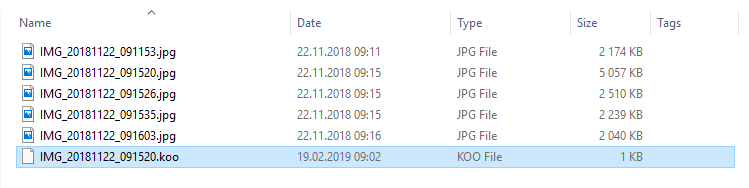 Name Date Type Size Tags
IMG_20181122_091153.jpg 22.11.2018 09:11 JPG File 2 174 KB
IMG_20181122_091520.jpg 22.11.2018 09:15 JPG File 5 057 KB
IMG_20181122_091526.jpg 22.11.2018 09:15 JPG File 2 510 KB
IMG_20181122_091535.jpg 22.11.2018 09:15 JPG File 2 239 KB
IMG_20181122_091603.jpg 22.11.2018 09:16 JPG File 2 040 KB
IMG_20181122_091520.koo 19.02.2019 09:02 KOO File 1 KB